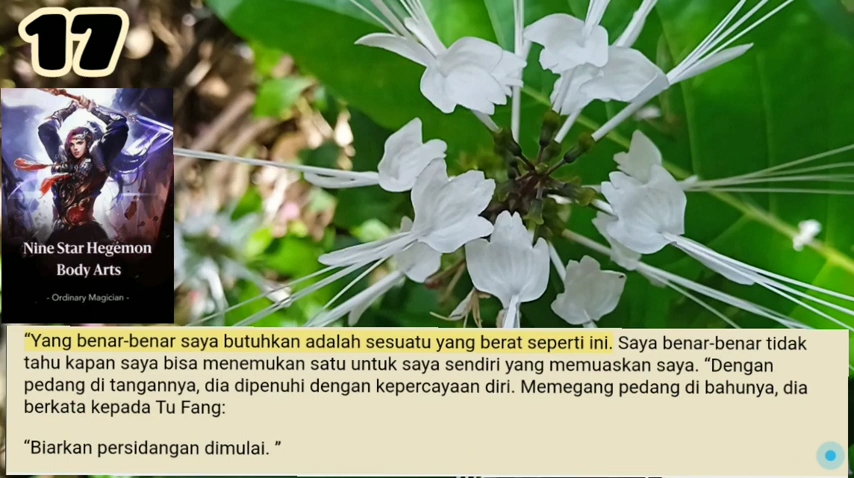 17
Nine Star Hegemon
Body Arts
- Ordinary Magician -
“Yang benar-benar saya butuhkan adalah sesuatu yang berat seperti ini. Saya benar-benar tidak
tahu kapan saya bisa menemukan satu untuk saya sendiri yang memuaskan saya. “Dengan
pedang di tangannya, dia dipenuhi dengan kepercayaan diri. Memegang pedang di bahunya, dia
berkata kepada Tu Fang:
“Biarkan persidangan dimulai. ”